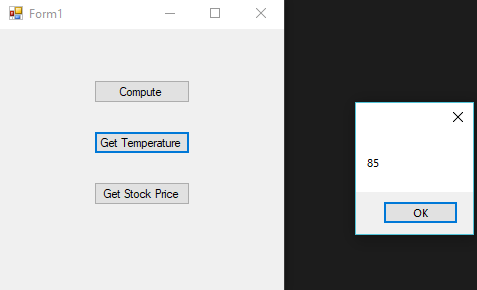 Form1
Compute
Get Temperature
Get Stock Price
85
OK